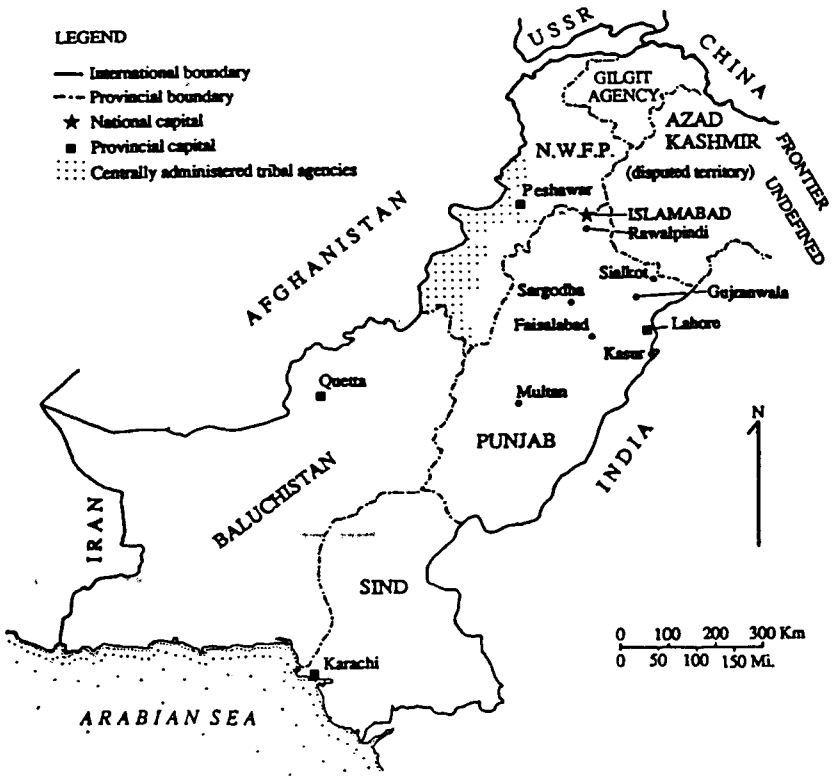 LEGEND
International boundary
Provincial boundary
National capital
Provincial capital
Centrally administered tribal agencies
USSR
CHINA
GILGIT
AGENCY
AZAD
KASHMIR
(disputed territory)
FRONTIER
UNDEFINED
N.W.F.P.
Peshawar
ISLAMABAD
Rawalpindi
AFGHANISTAN
Sialkot
Sargodha
Gujranwala
Faisalabad
Lahore
Kasur
Quetta
Multan
PUNJAB
INDIA
N
BALUCHISTAN
IRAN
SIND
0 100 200 300 Km
0 50 100 150 Mi.
Karachi
ARABIAN SEA